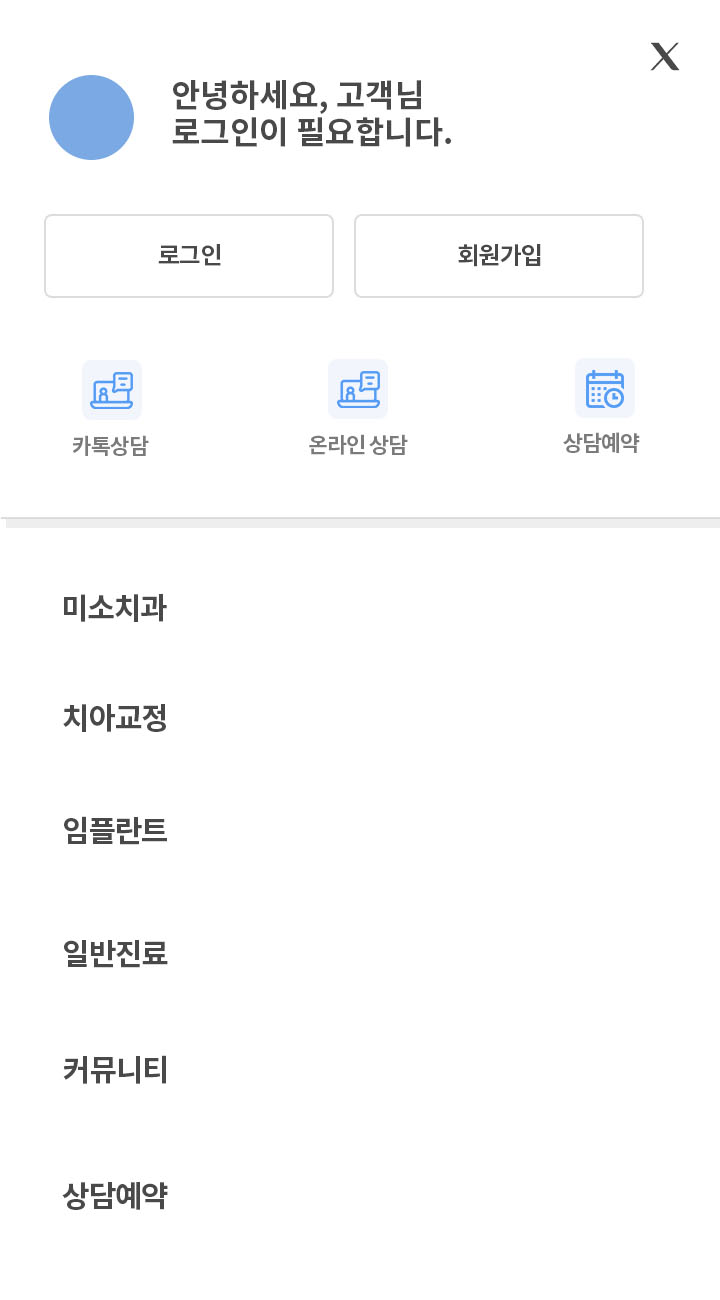 안녕하세요, 고객님
로그인이 필요합니다.
로그인
회원가입
카톡상담
온라인 상담
상담예약
미소치과
치아교정
임플란트
일반진료
커뮤니티
상담예약